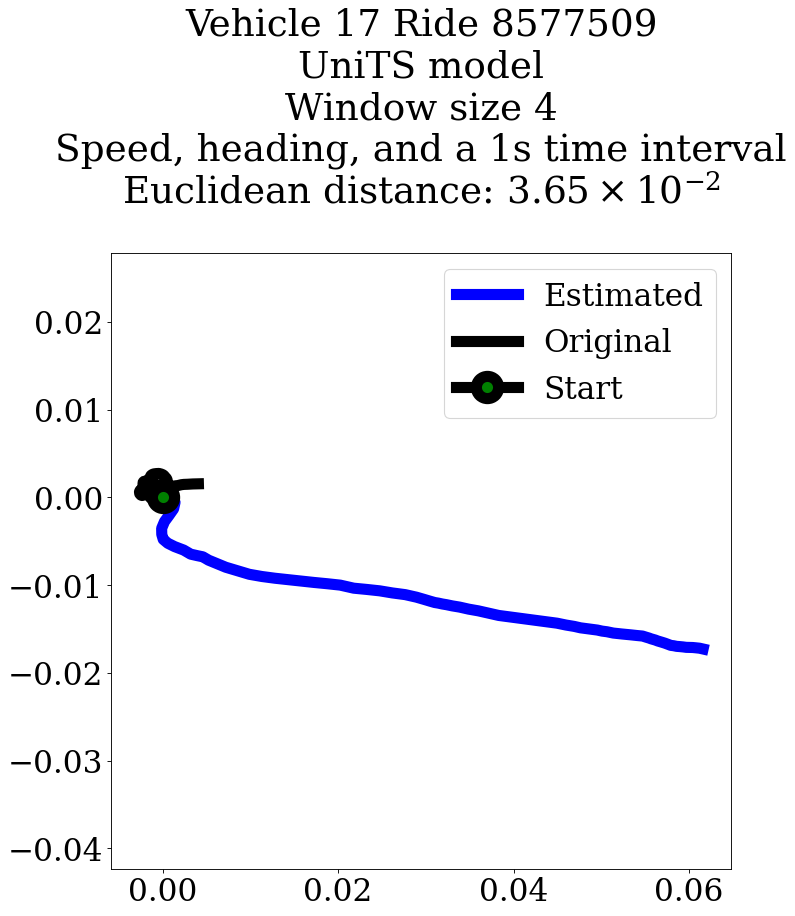 Vehicle 17 Ride 8577509
UniTS model
Window size 4
Speed, heading, and a 1s time interval
Euclidean distance: 3.65 × 10⁻²
Estimated
Original
Start
0.02
0.01
0.00
−0.01
−0.02
−0.03
−0.04
0.00 0.02 0.04 0.06